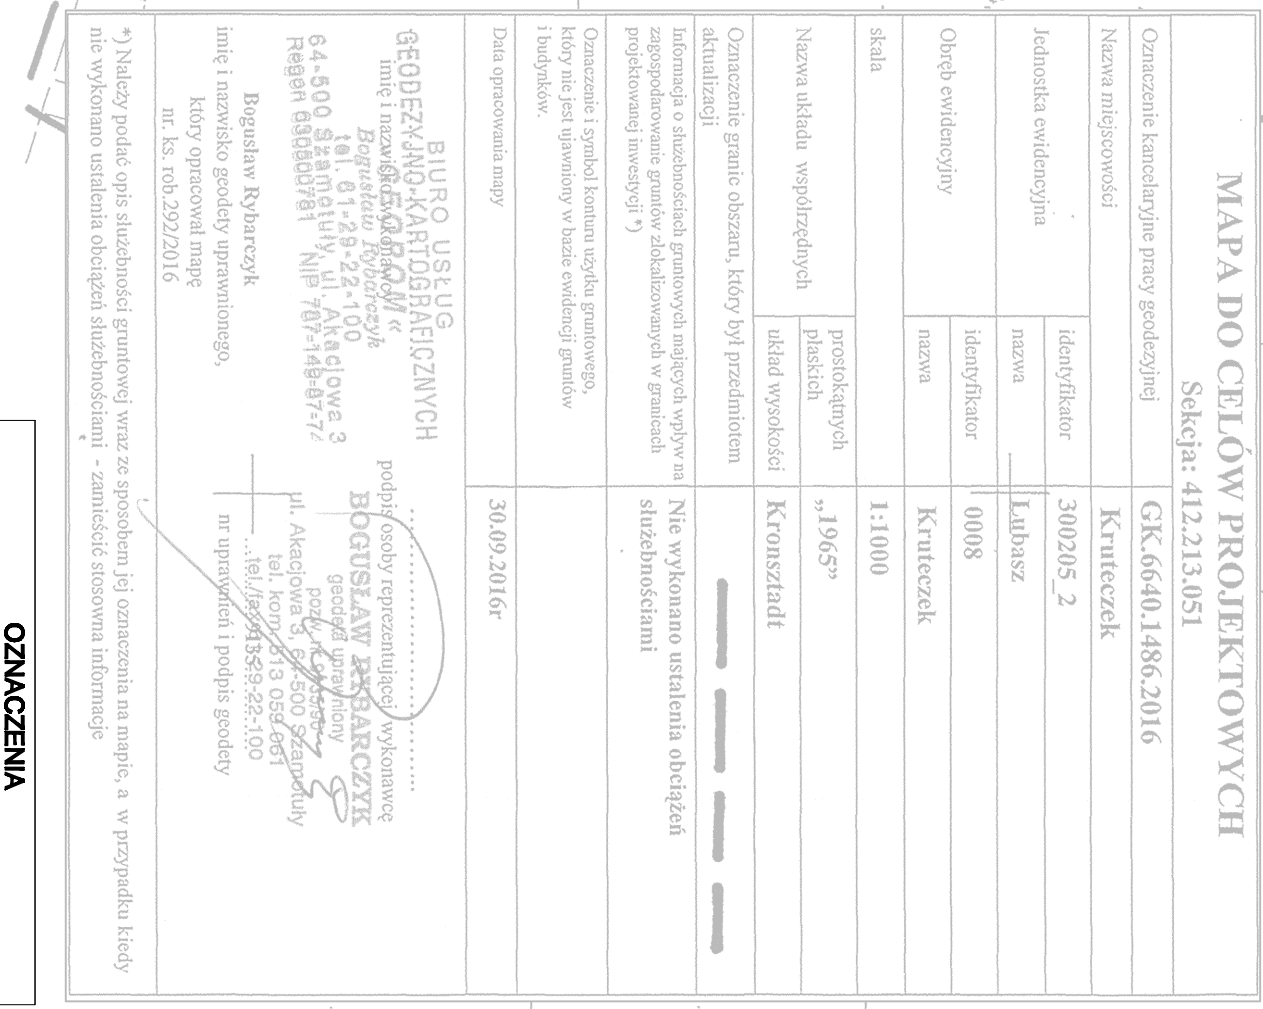 MAPA DO CELÓW PROJEKTOWYCH
Sekcja: 412.213.051
Oznaczenie kancelaryjne pracy geodezyjnej
GK.6640.1486.2016
Nazwa miejscowości
Kruteczek
Jednostka ewidencyjna
identyfikator
300205_2
nazwa
Lubasz
Obręb ewidencyjny
identyfikator
0008
nazwa
Kruteczek
skala
1:1000
Nazwa układu współrzędnych
prostokątnych
płaskich
„1965”
układ wysokości
Kronsztadt
Oznaczenie granic obszaru, który był przedmiotem
aktualizacji
Informacja o służebnościach gruntowych mających wpływ na
zagospodarowanie gruntów zlokalizowanych w granicach
projektowanej inwestycji *)
Nie wykonano ustalenia obciążeń
służebnościami
Oznaczenie i symbol konturu użytku gruntowego,
który nie jest ujawniony w bazie ewidencji gruntów
i budynków.
Data opracowania mapy
30.09.2016r
BIURO USŁUG
GEODEZYJNO-KARTOGRAFICZNYCH
imię i nazwisko wykonawcy
Bogusław Rybarczyk
tel. 61-29-22-100
64-500 Szamotuły, ul. Akacjowa 3
podpis osoby reprezentującej wykonawcę
BOGUSŁAW RYBARCZYK
geodeta uprawniony
ul. Akacjowa 3, 64-500 Szamotuły
Bogusław Rybarczyk
imię i nazwisko geodety uprawnionego,
który opracował mapę
nr. ks. rob.292/2016
nr uprawnień i podpis geodety
*) Należy podać opis służebności gruntowej wraz ze sposobem jej oznaczenia na mapie, a w przypadku kiedy
nie wykonano ustalenia obciążeń służebnościami - zamieścić stosowna informacje
OZNACZENIA